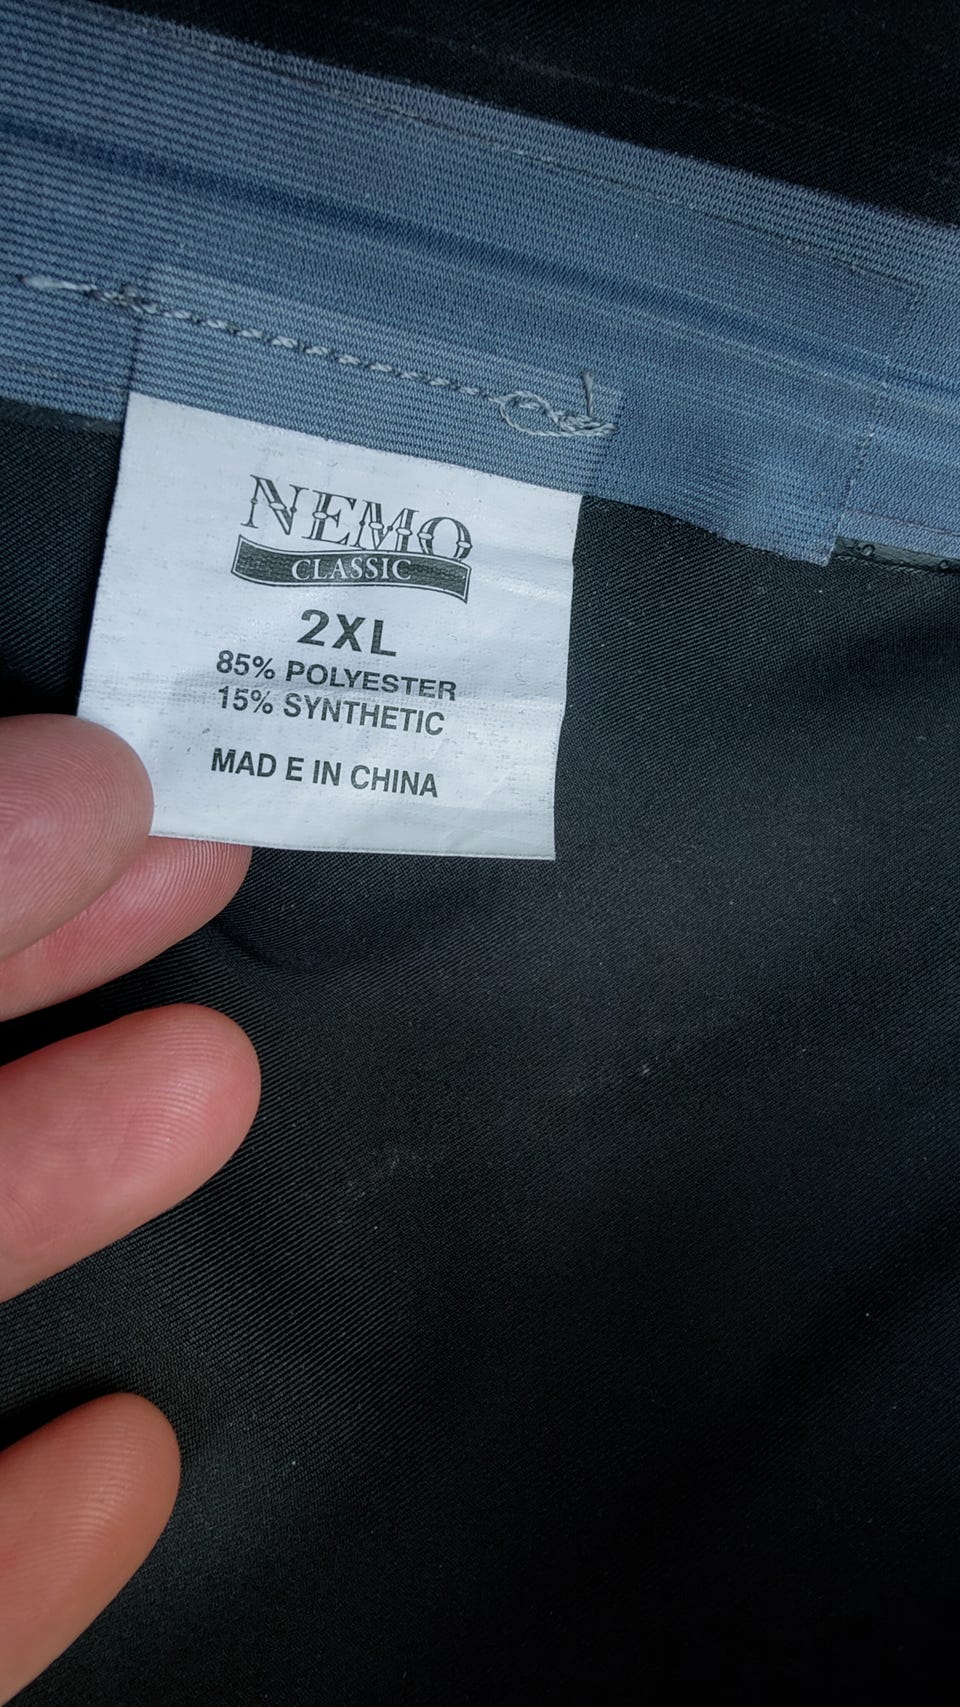 NEMO
CLASSIC
2XL
85% POLYESTER
15% SYNTHETIC
MAD E IN CHINA